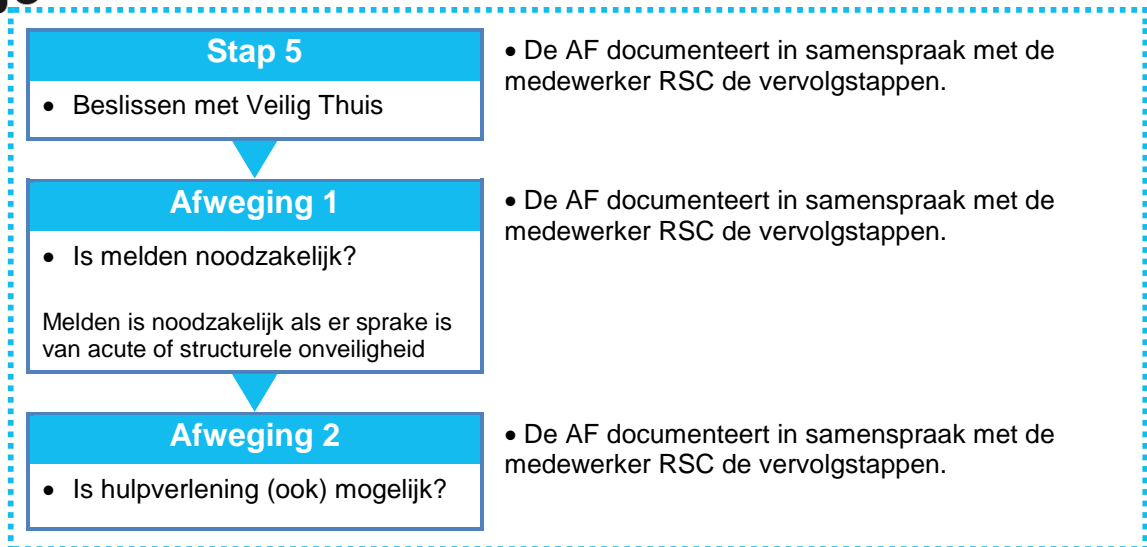 Stap 5
• Beslissen met Veilig Thuis
• De AF documenteert in samenspraak met de
medewerker RSC de vervolgstappen.
Afweging 1
• Is melden noodzakelijk?
Melden is noodzakelijk als er sprake is
van acute of structurele onveiligheid
• De AF documenteert in samenspraak met de
medewerker RSC de vervolgstappen.
Afweging 2
• Is hulpverlening (ook) mogelijk?
• De AF documenteert in samenspraak met de
medewerker RSC de vervolgstappen.